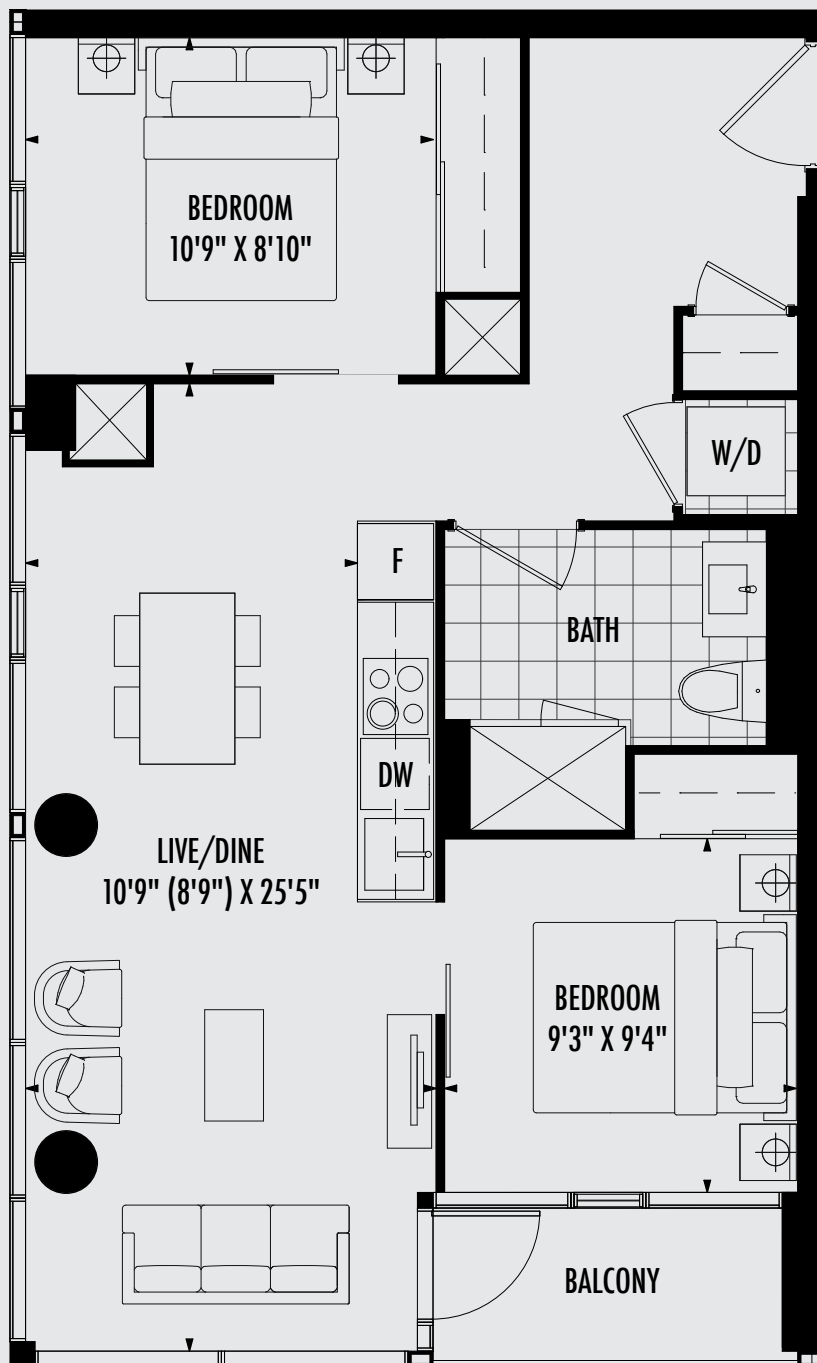 BEDROOM
10'9" X 8'10"
W/D
F
BATH
DW
LIVE/DINE
10'9" (8'9") X 25'5"
BEDROOM
9'3" X 9'4"
BALCONY